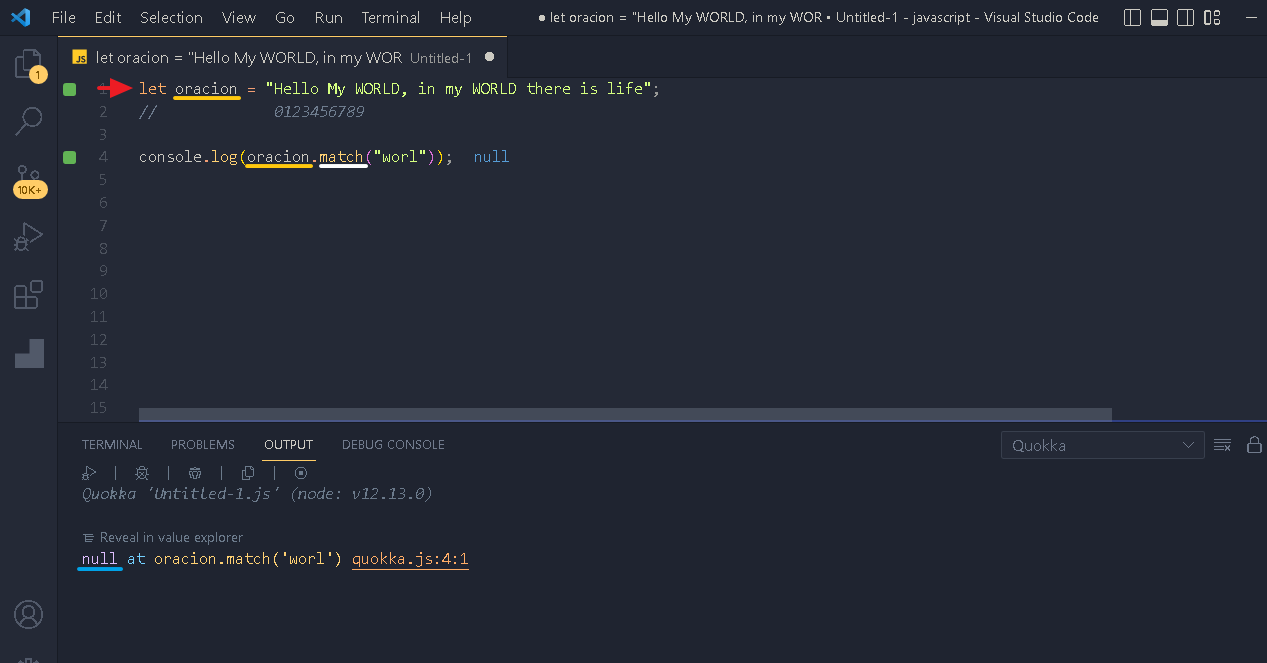 File Edit Selection View Go Run Terminal Help ● let oracion = "Hello My WORLD, in my WOR • Untitled-1 - javascript - Visual Studio Code
JS let oracion = "Hello My WORLD, in my WOR Untitled-1 ●
1
1 let oracion = "Hello My WORLD, in my WORLD there is life";
2 // 0123456789
3
4 console.log(oracion.match("worl")); null
5
10K+
6
7
8
9
10
11
12
13
14
15
TERMINAL PROBLEMS OUTPUT DEBUG CONSOLE Quokka
Quokka 'Untitled-1.js' (node: v12.13.0)
Reveal in value explorer
null at oracion.match('worl') quokka.js:4:1